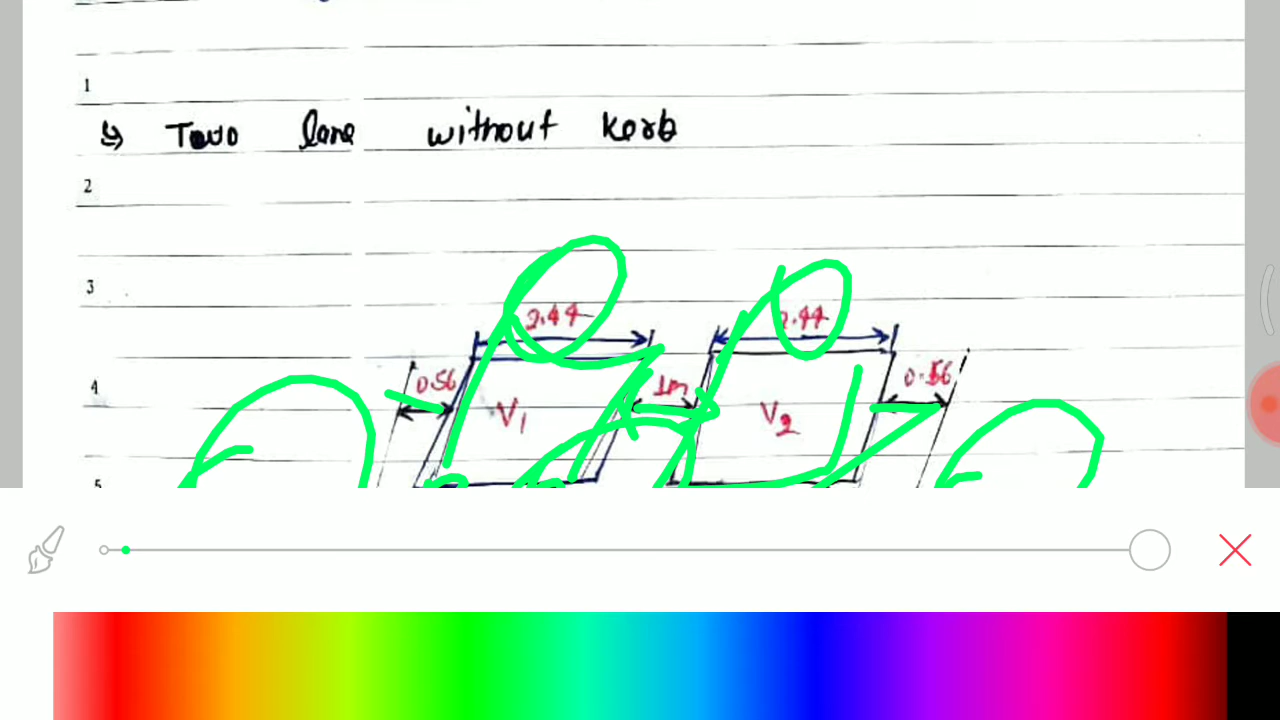 1
↳ Two lane without Kerb
2
3
2.44 2.44
4 0.56 1m 0.56
V1 V2
5